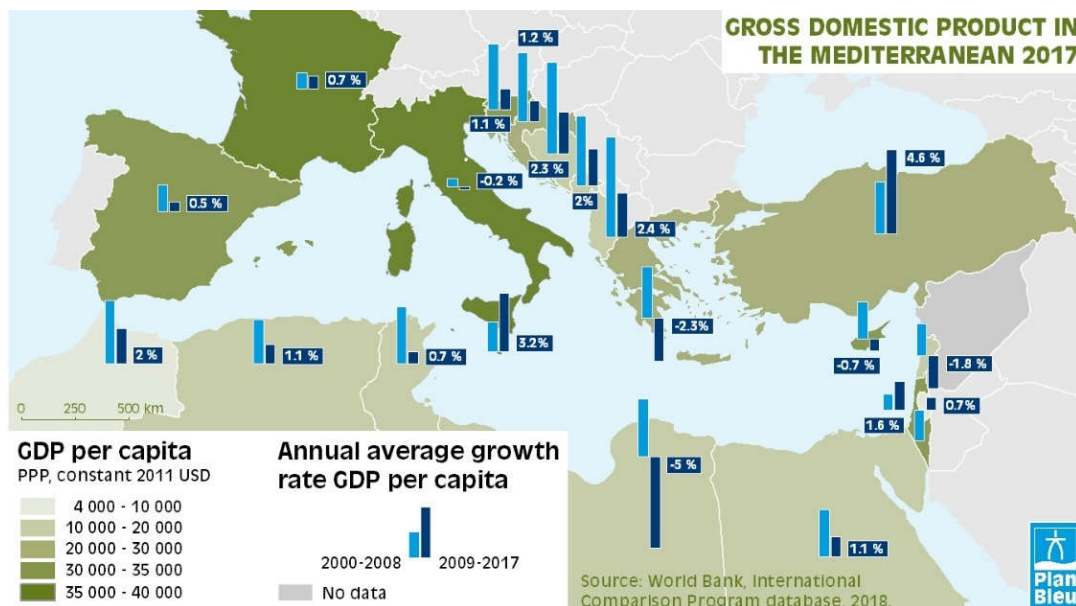 GROSS DOMESTIC PRODUCT IN
THE MEDITERRANEAN 2017
1.2 %
0.7 %
1.1 %
4.6 %
2.3 %
-0.2 %
0.5 %
2%
2.4 %
-2.3%
2 %
1.1 %
0.7 %
3.2%
-0.7 %
-1.8 %
0.7%
1.6 %
0 250 500 km
GDP per capita
PPP, constant 2011 USD
4 000 - 10 000
10 000 - 20 000
20 000 - 30 000
30 000 - 35 000
35 000 - 40 000
Annual average growth
rate GDP per capita
2000-2008 2009-2017
No data
-5 %
1.1 %
Source: World Bank, International
Comparison Program database, 2018.
Plan
Bleu